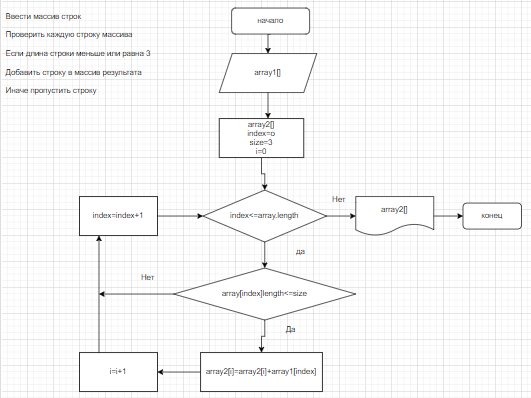 Ввести массив строк
Проверить каждую строку массива
Если длина строки меньше или равна 3
Добавить строку в массив результата
Иначе пропустить строку
начало
array1[]
array2[]
index=o
size=3
i=0
index=index+1
index<=array.length
Нет
array2[]
конец
да
array[index]length<=size
Нет
Да
i=i+1
array2[i]=array2[i]+array1[index]